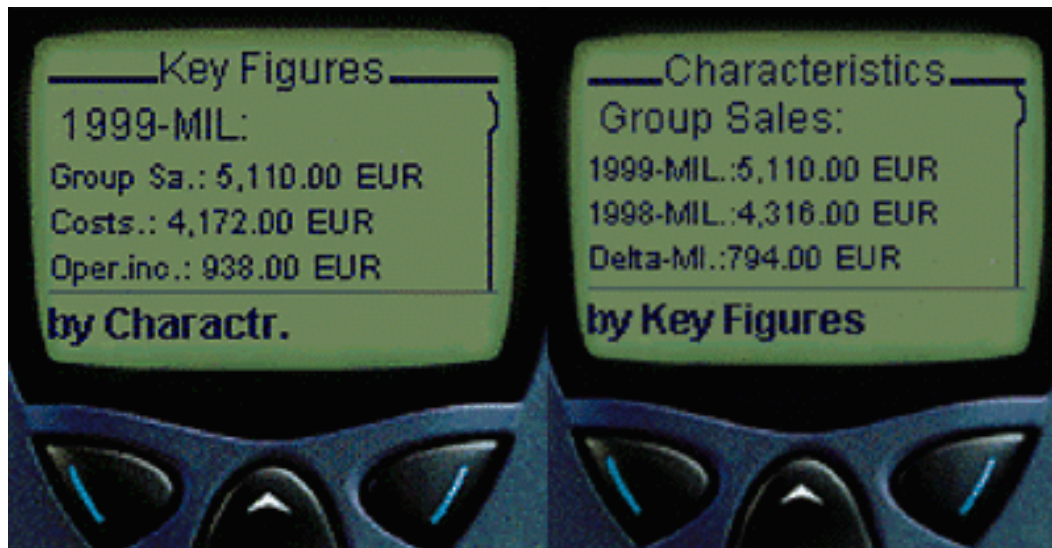 Key Figures
1999-MIL:
Group Sa.: 5,110.00 EUR
Costs.: 4,172.00 EUR
Oper.inc.: 938.00 EUR
by Charactr.
Characteristics
Group Sales:
1999-MIL.:5,110.00 EUR
1998-MIL.:4,316.00 EUR
Delta-MI.:794.00 EUR
by Key Figures